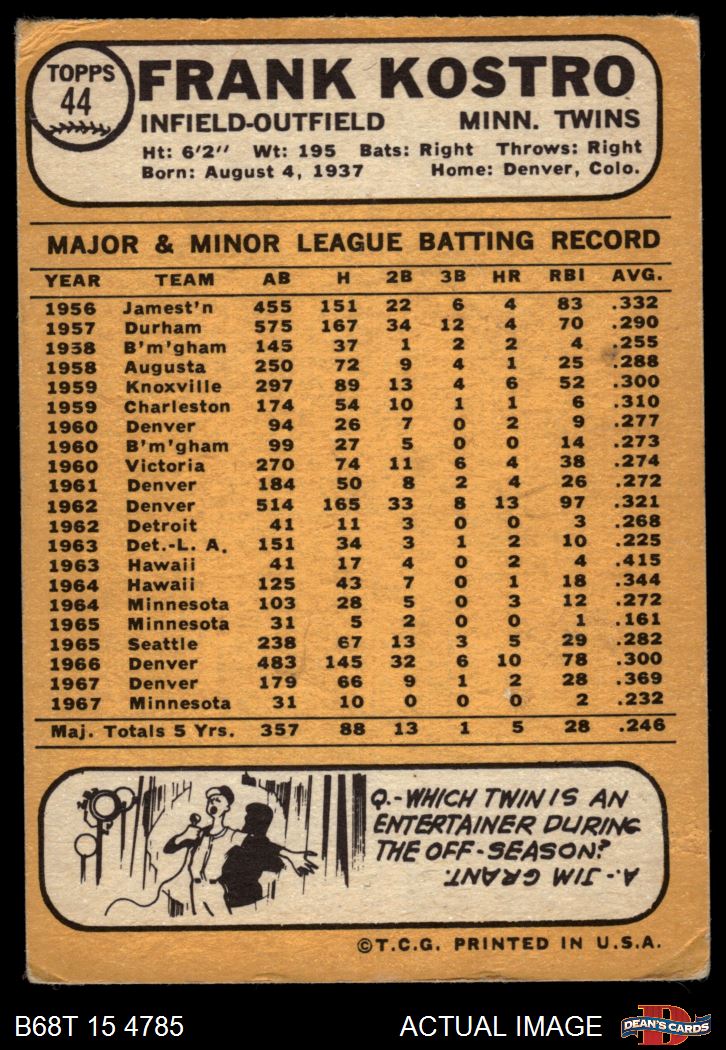 TOPPS
44
FRANK KOSTRO
INFIELD-OUTFIELD MINN. TWINS
Ht: 6'2" Wt: 195 Bats: Right Throws: Right
Born: August 4, 1937 Home: Denver, Colo.
MAJOR & MINOR LEAGUE BATTING RECORD
YEAR TEAM AB H 2B 3B HR RBI AVG.
1956 Jamest'n 455 151 22 6 4 83 .332
1957 Durham 575 167 34 12 4 70 .290
1958 B'm'gham 145 37 1 2 2 4 .255
1958 Augusta 250 72 9 4 1 25 .288
1959 Knoxville 297 89 13 4 6 52 .300
1959 Charleston 174 54 10 1 1 6 .310
1960 Denver 94 26 7 0 2 9 .277
1960 B'm'gham 99 27 5 0 0 14 .273
1960 Victoria 270 74 11 6 4 38 .274
1961 Denver 184 50 8 2 4 26 .272
1962 Denver 514 165 33 8 13 97 .321
1962 Detroit 41 11 3 0 0 3 .268
1963 Det.-L. A. 151 34 3 1 2 10 .225
1963 Hawaii 41 17 4 0 2 4 .415
1964 Hawaii 125 43 7 0 1 18 .344
1964 Minnesota 103 28 5 0 3 12 .272
1965 Minnesota 31 5 2 0 0 1 .161
1965 Seattle 238 67 13 3 5 29 .282
1966 Denver 483 145 32 6 10 78 .300
1967 Denver 179 66 9 1 2 28 .369
1967 Minnesota 31 10 0 0 0 2 .232
Maj. Totals 5 Yrs. 357 88 13 1 5 28 .246
Q.-WHICH TWIN IS AN
ENTERTAINER DURING
THE OFF-SEASON?
A.-JIM GRANT.
©T.C.G. PRINTED IN U.S.A.
B68T 15 4785 ACTUAL IMAGE
D
DEAN'S CARDS